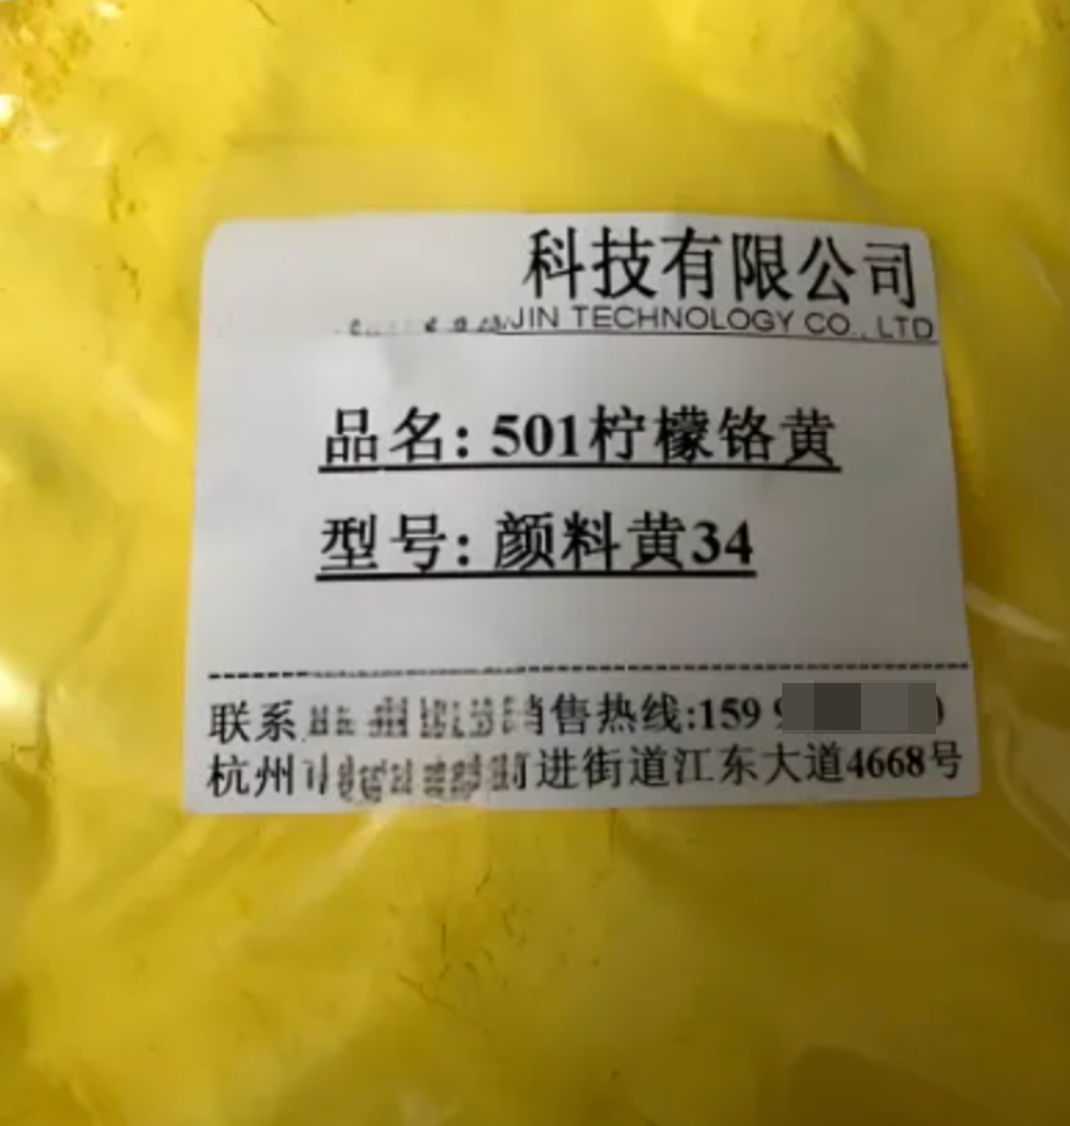 科技有限公司
JIN TECHNOLOGY CO., LTD
品名: 501柠檬铬黄
型号: 颜料黄34
联系 销售热线:159
杭州 进街道江东大道4668号